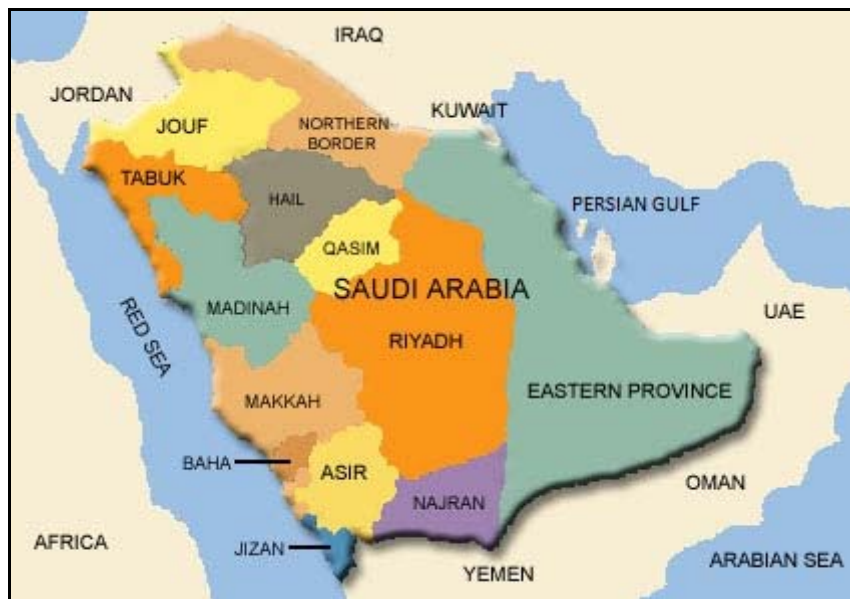 IRAQ
JORDAN
KUWAIT
JOUF
NORTHERN
BORDER
TABUK
HAIL
PERSIAN GULF
QASIM
SAUDI ARABIA
MADINAH
RED SEA
UAE
RIYADH
EASTERN PROVINCE
MAKKAH
BAHA
ASIR
OMAN
NAJRAN
AFRICA
JIZAN
ARABIAN SEA
YEMEN